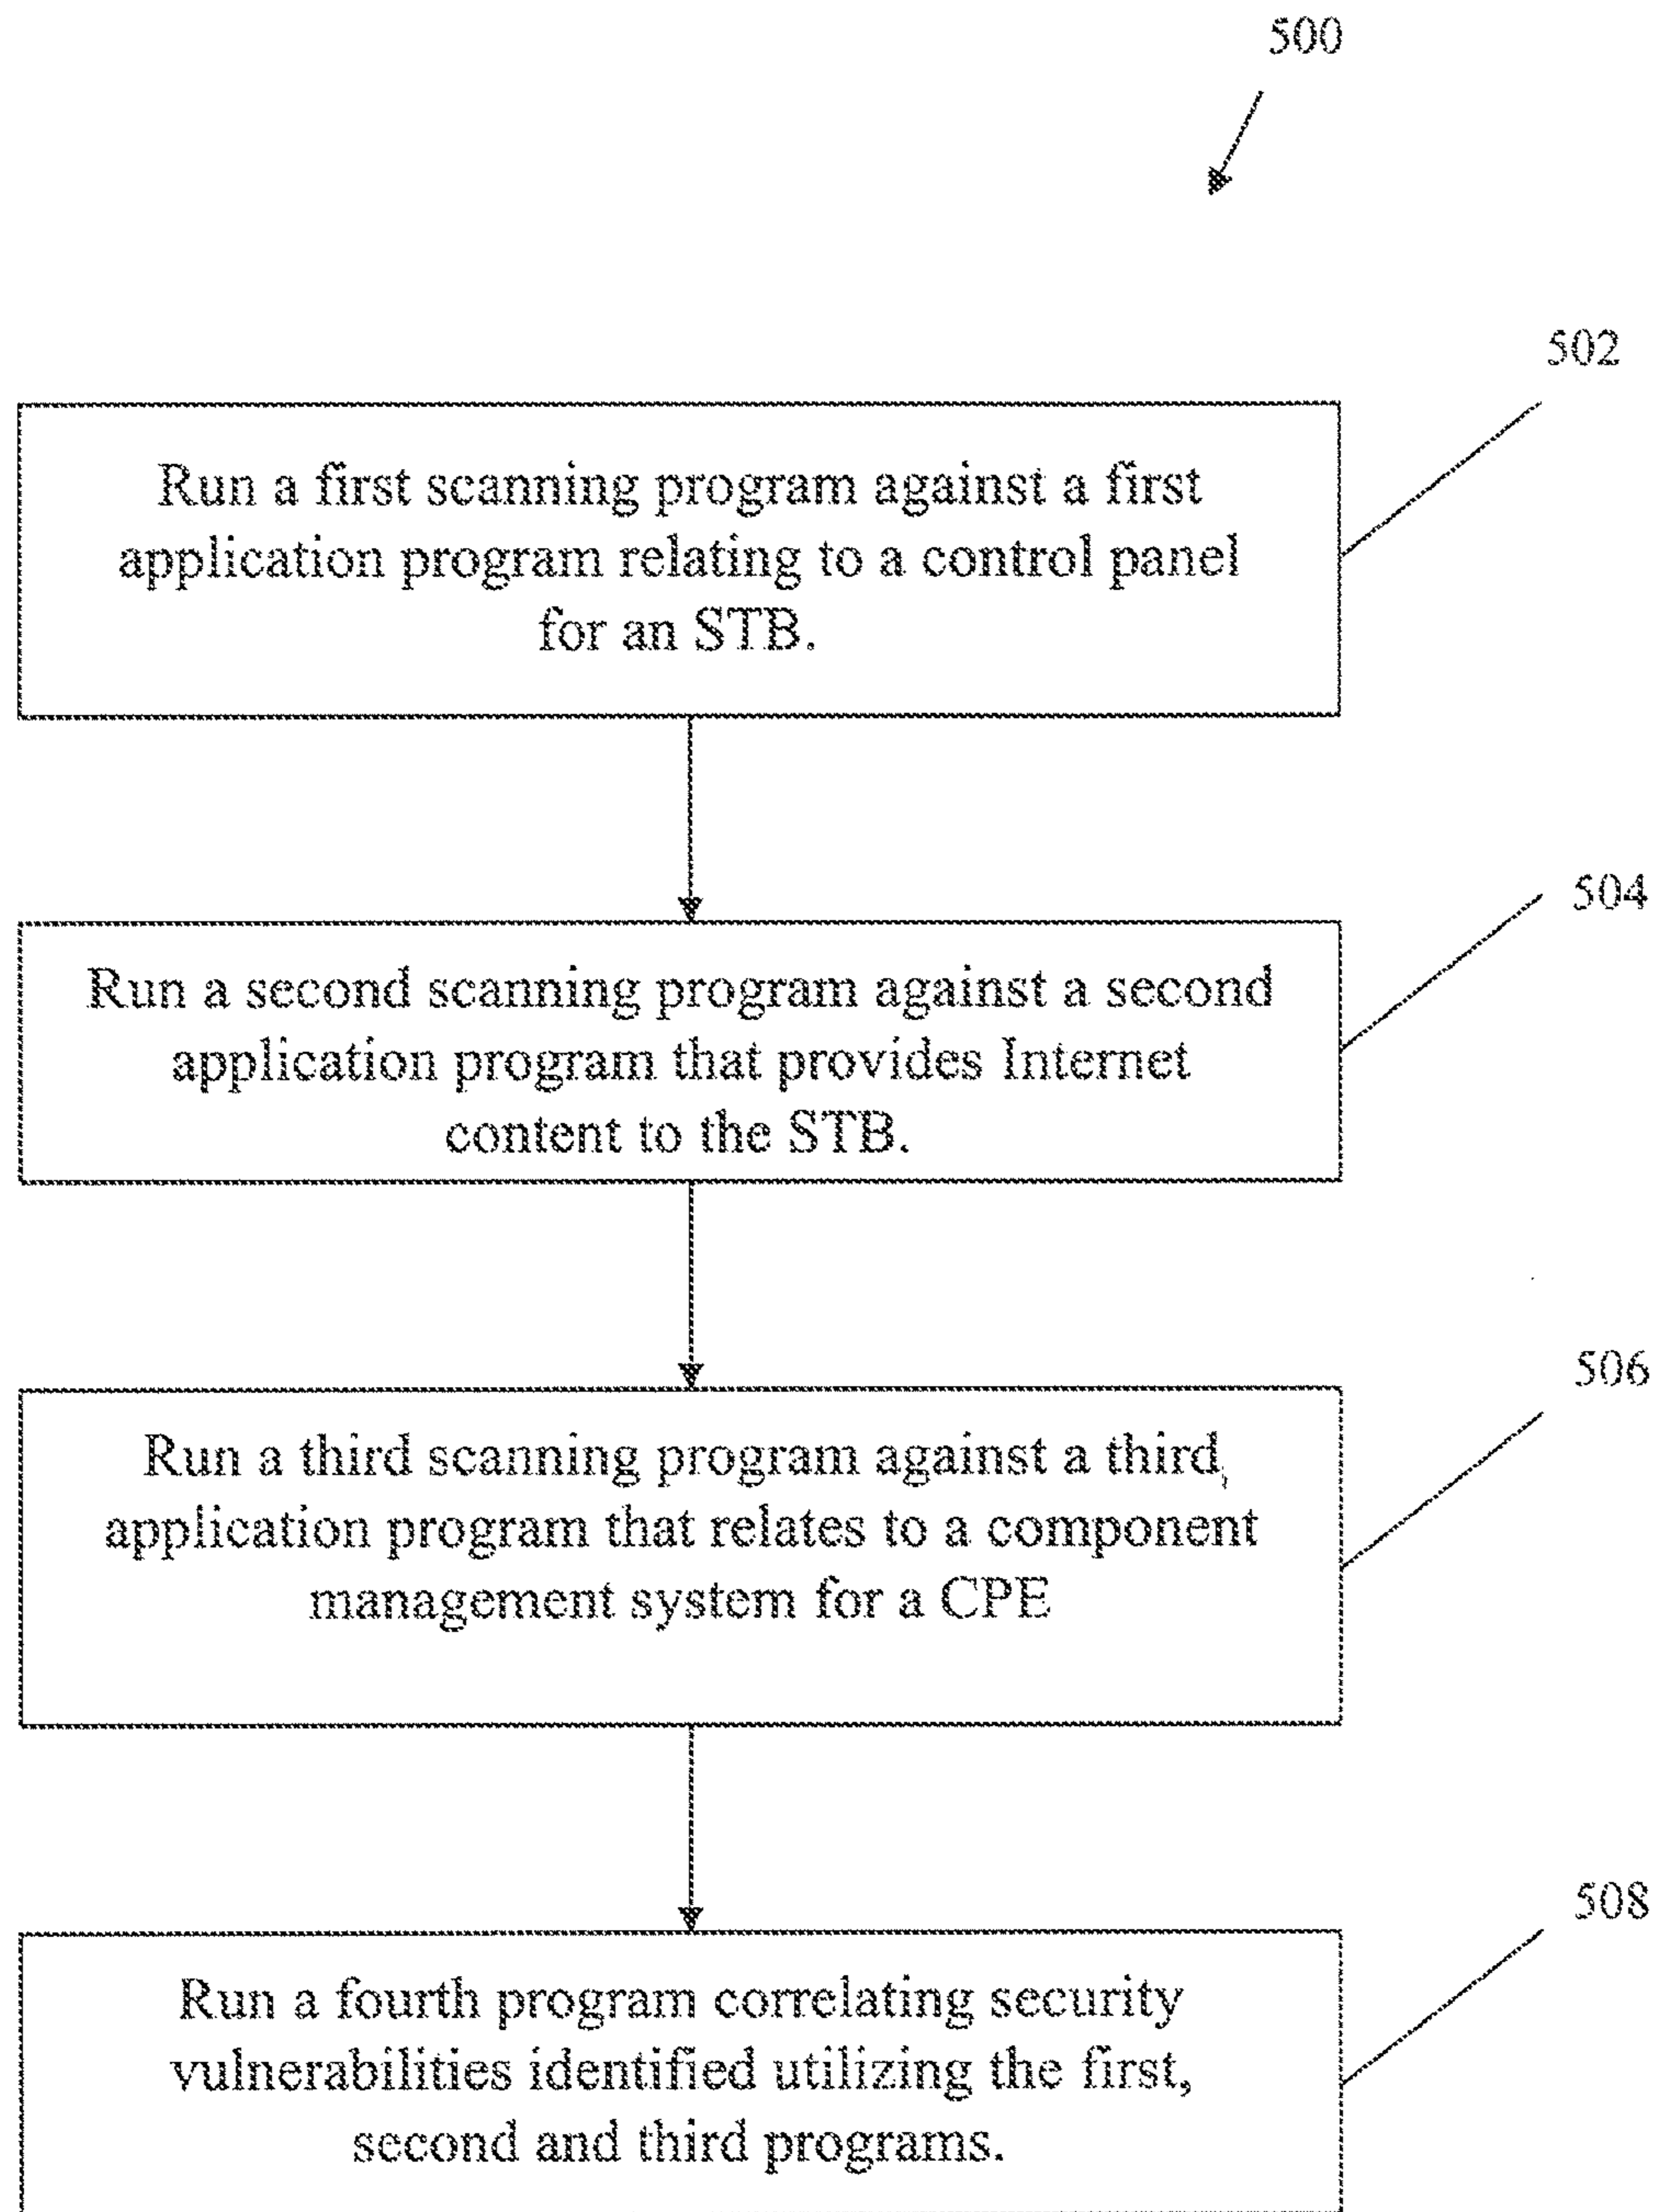 500
502
Run a first scanning program against a first
application program relating to a control panel
for an STB.
504
Run a second scanning program against a second
application program that provides Internet
content to the STB.
506
Run a third scanning program against a third
application program that relates to a component
management system for a CPE
508
Run a fourth program correlating security
vulnerabilities identified utilizing the first,
second and third programs.